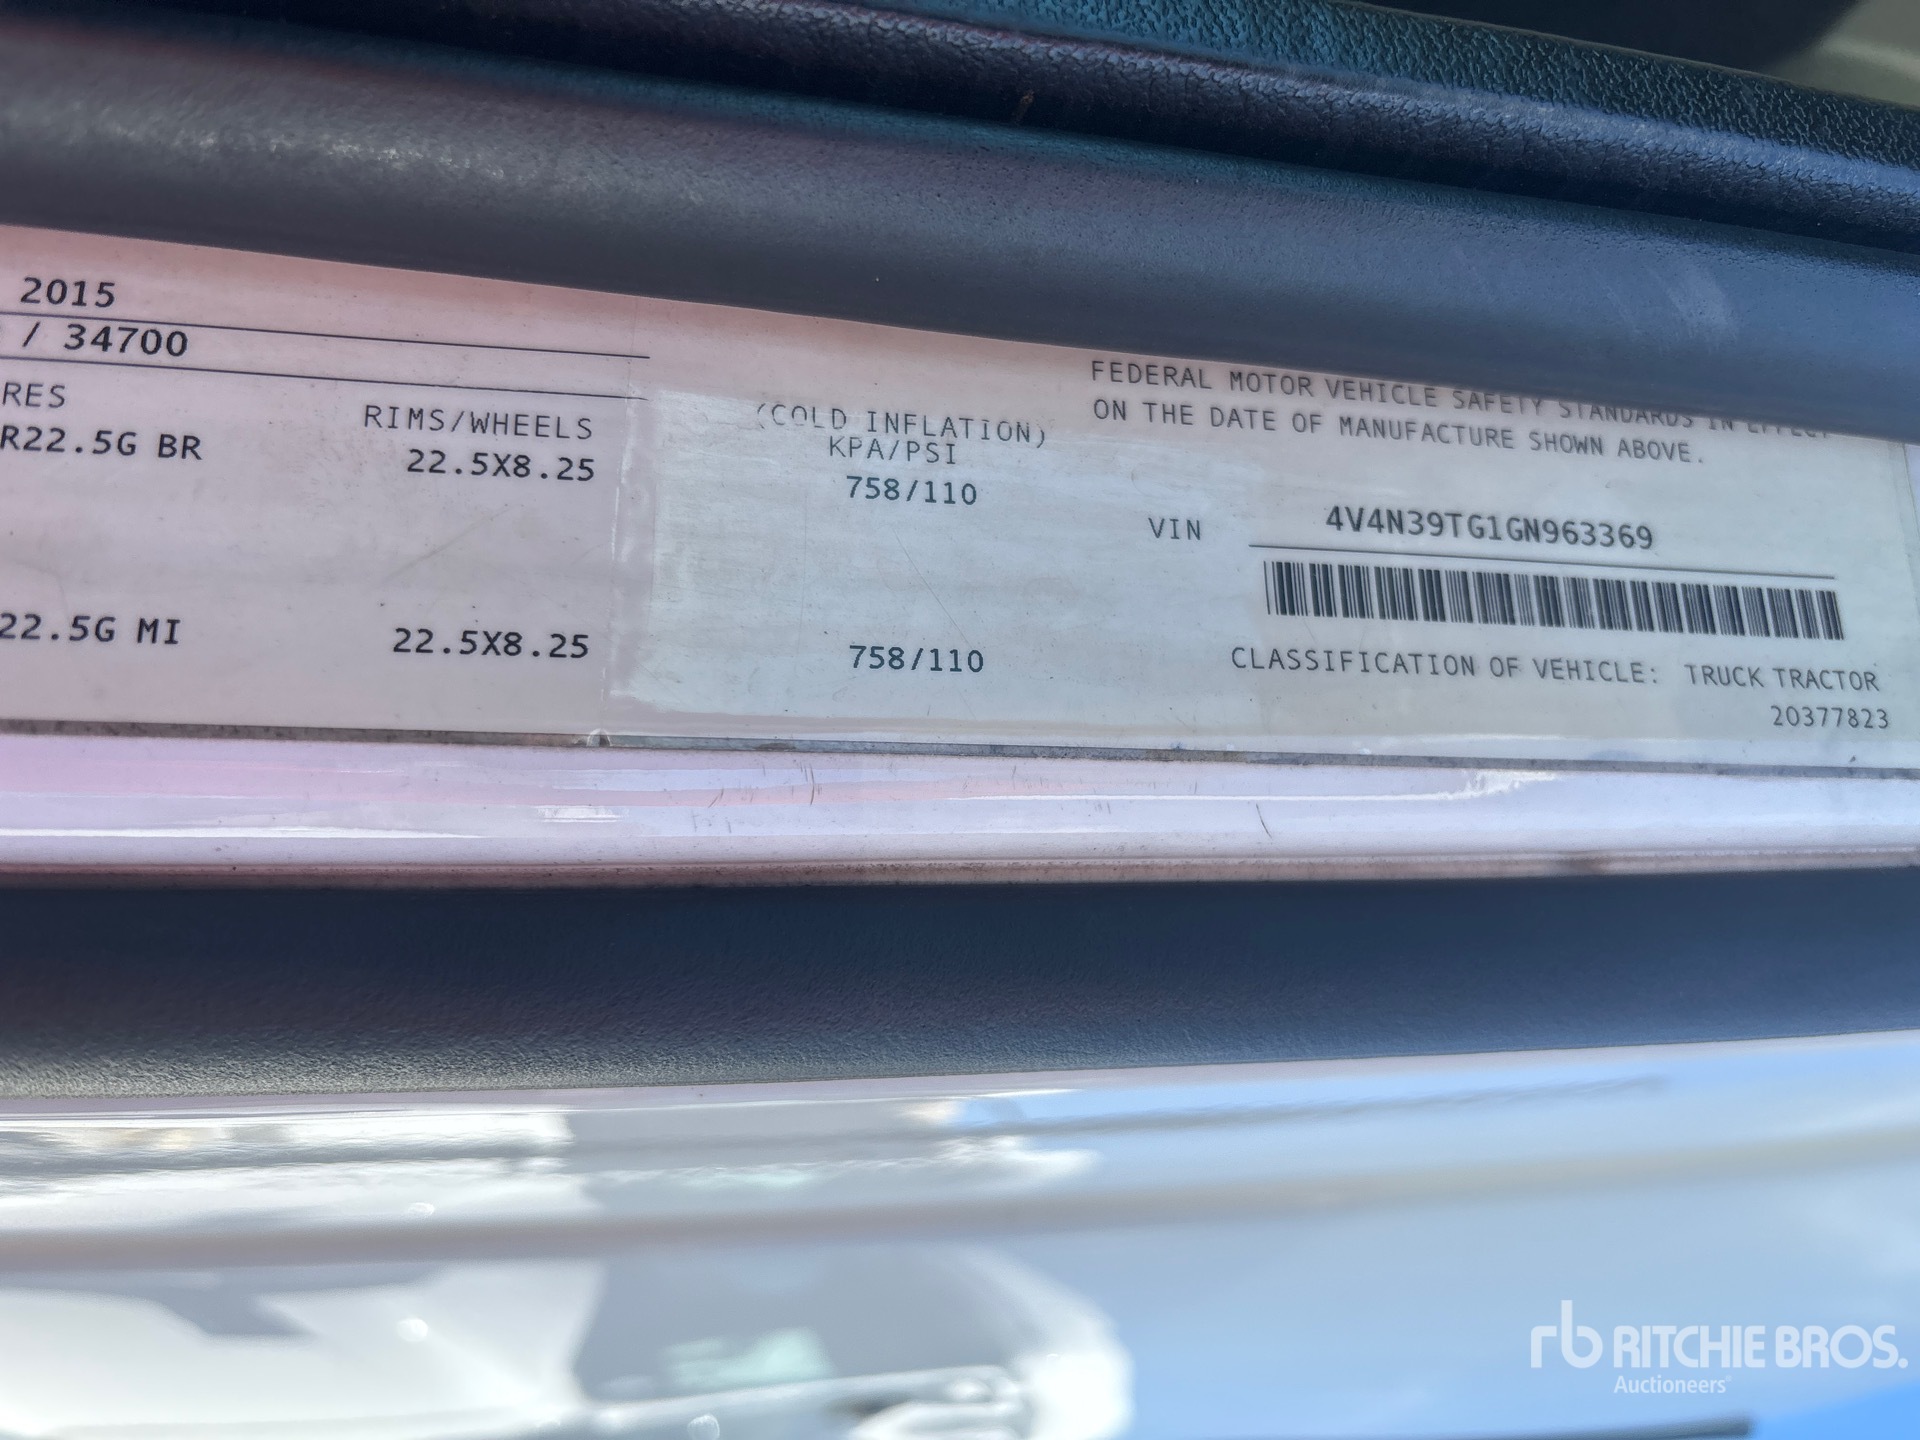 2015
/ 34700
RES
RIMS/WHEELS
(COLD INFLATION)
KPA/PSI
R22.5G BR
22.5X8.25
758/110
22.5G MI
22.5X8.25
758/110
FEDERAL MOTOR VEHICLE SAFETY STANDARDS IN EFFECT
ON THE DATE OF MANUFACTURE SHOWN ABOVE.
VIN 4V4N39TG1GN963369
CLASSIFICATION OF VEHICLE: TRUCK TRACTOR
20377823
rb RITCHIE BROS.
Auctioneers